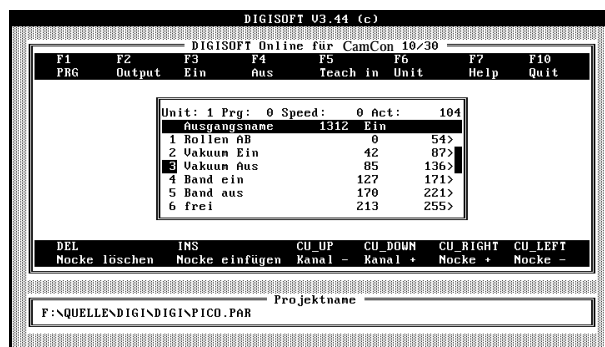 DIGISOFT V3.44 (c)
DIGISOFT Online für CamCon 10/30
F1 F2 F3 F4 F5 F6 F7 F10
PRG Output Ein Aus Teach in Unit Help Quit
Unit: 1 Prg: 0 Speed: 0 Act: 104
Ausgangsname 1312 Ein
1 Rollen AB 0 54>
2 Vakuum Ein 42 87>
3 Vakuum Aus 85 136>
4 Band ein 127 171>
5 Band aus 170 221>
6 frei 213 255>
DEL INS CU_UP CU_DOWN CU_RIGHT CU_LEFT
Nocke löschen Nocke einfügen Kanal - Kanal + Nocke + Nocke -
Projektname
F:\QUELLE\DIGI\DIGI\PICO.PAR